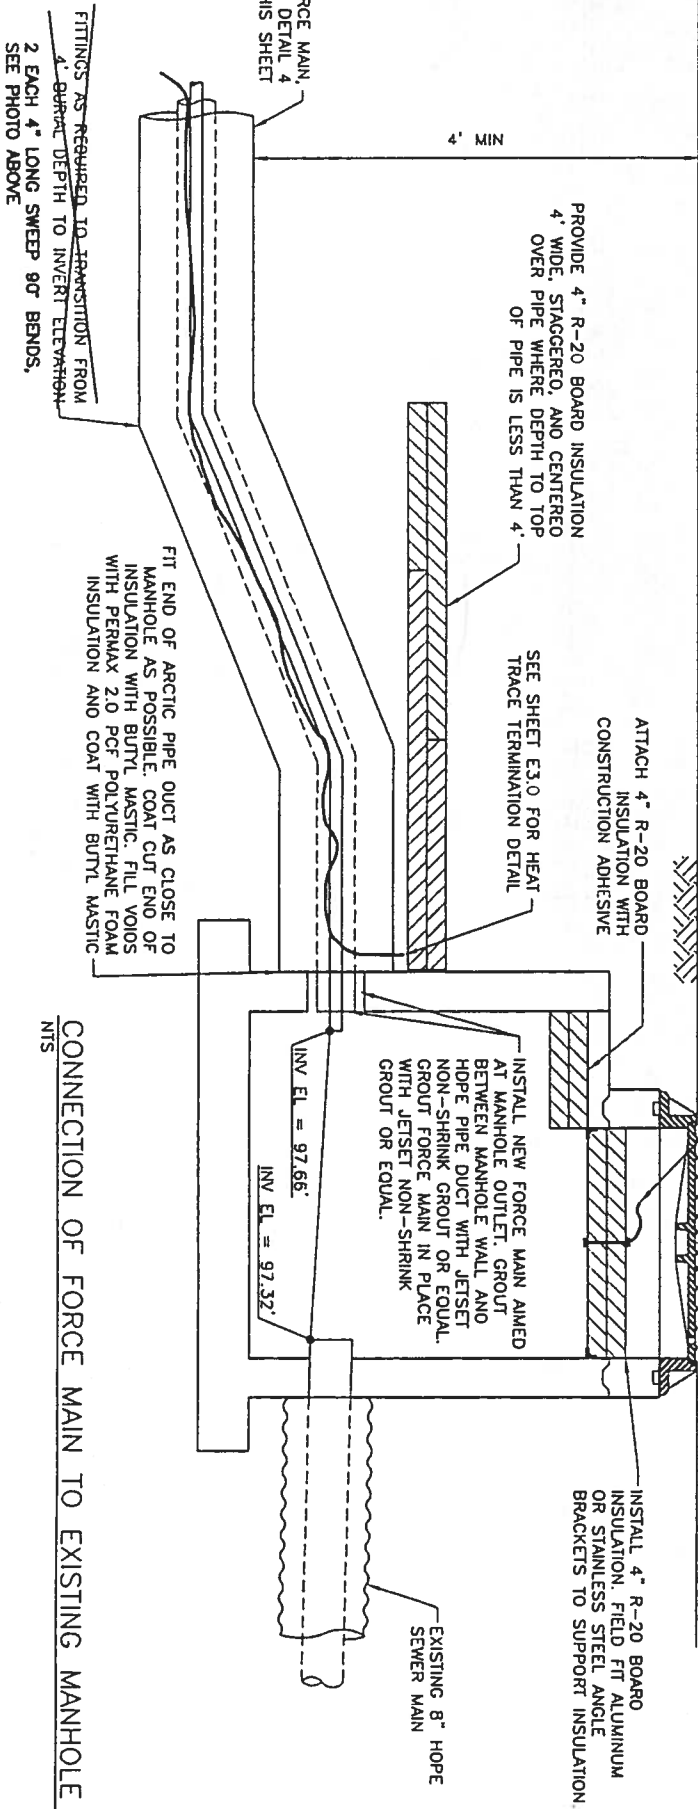 RCE MAIN,
DETAIL 4
HIS SHEET
4' MIN
PROVIDE 4" R-20 BOARD INSULATION
4' WIDE, STAGGERED, AND CENTERED
OVER PIPE WHERE DEPTH TO TOP
OF PIPE IS LESS THAN 4'
SEE SHEET E3.0 FOR HEAT
TRACE TERMINATION DETAIL
ATTACH 4" R-20 BOARD
INSULATION WITH
CONSTRUCTION ADHESIVE
INSTALL 4" R-20 BOARD
INSULATION. FIELD FIT ALUMINUM
OR STAINLESS STEEL ANGLE
BRACKETS TO SUPPORT INSULATION.
INSTALL NEW FORCE MAIN AIMED
AT MANHOLE OUTLET. GROUT
BETWEEN MANHOLE WALL AND
HDPE PIPE DUCT WITH JETSET
NON-SHRINK GROUT OR EQUAL.
GROUT FORCE MAIN IN PLACE
WITH JETSET NON-SHRINK
GROUT OR EQUAL.
INV EL = 97.66'
INV EL = 97.32'
EXISTING 8" HDPE
SEWER MAIN
FITTINGS AS REQUIRED TO TRANSITION FROM
4' BURIAL DEPTH TO INVERT ELEVATION
2 EACH 4" LONG SWEEP 90° BENDS,
SEE PHOTO ABOVE
FIT END OF ARCTIC PIPE DUCT AS CLOSE TO
MANHOLE AS POSSIBLE. COAT CUT END OF
INSULATION WITH BUTYL MASTIC. FILL VOIDS
WITH PERMAX 2.0 PCF POLYURETHANE FOAM
INSULATION AND COAT WITH BUTYL MASTIC
CONNECTION OF FORCE MAIN TO EXISTING MANHOLE
NTS